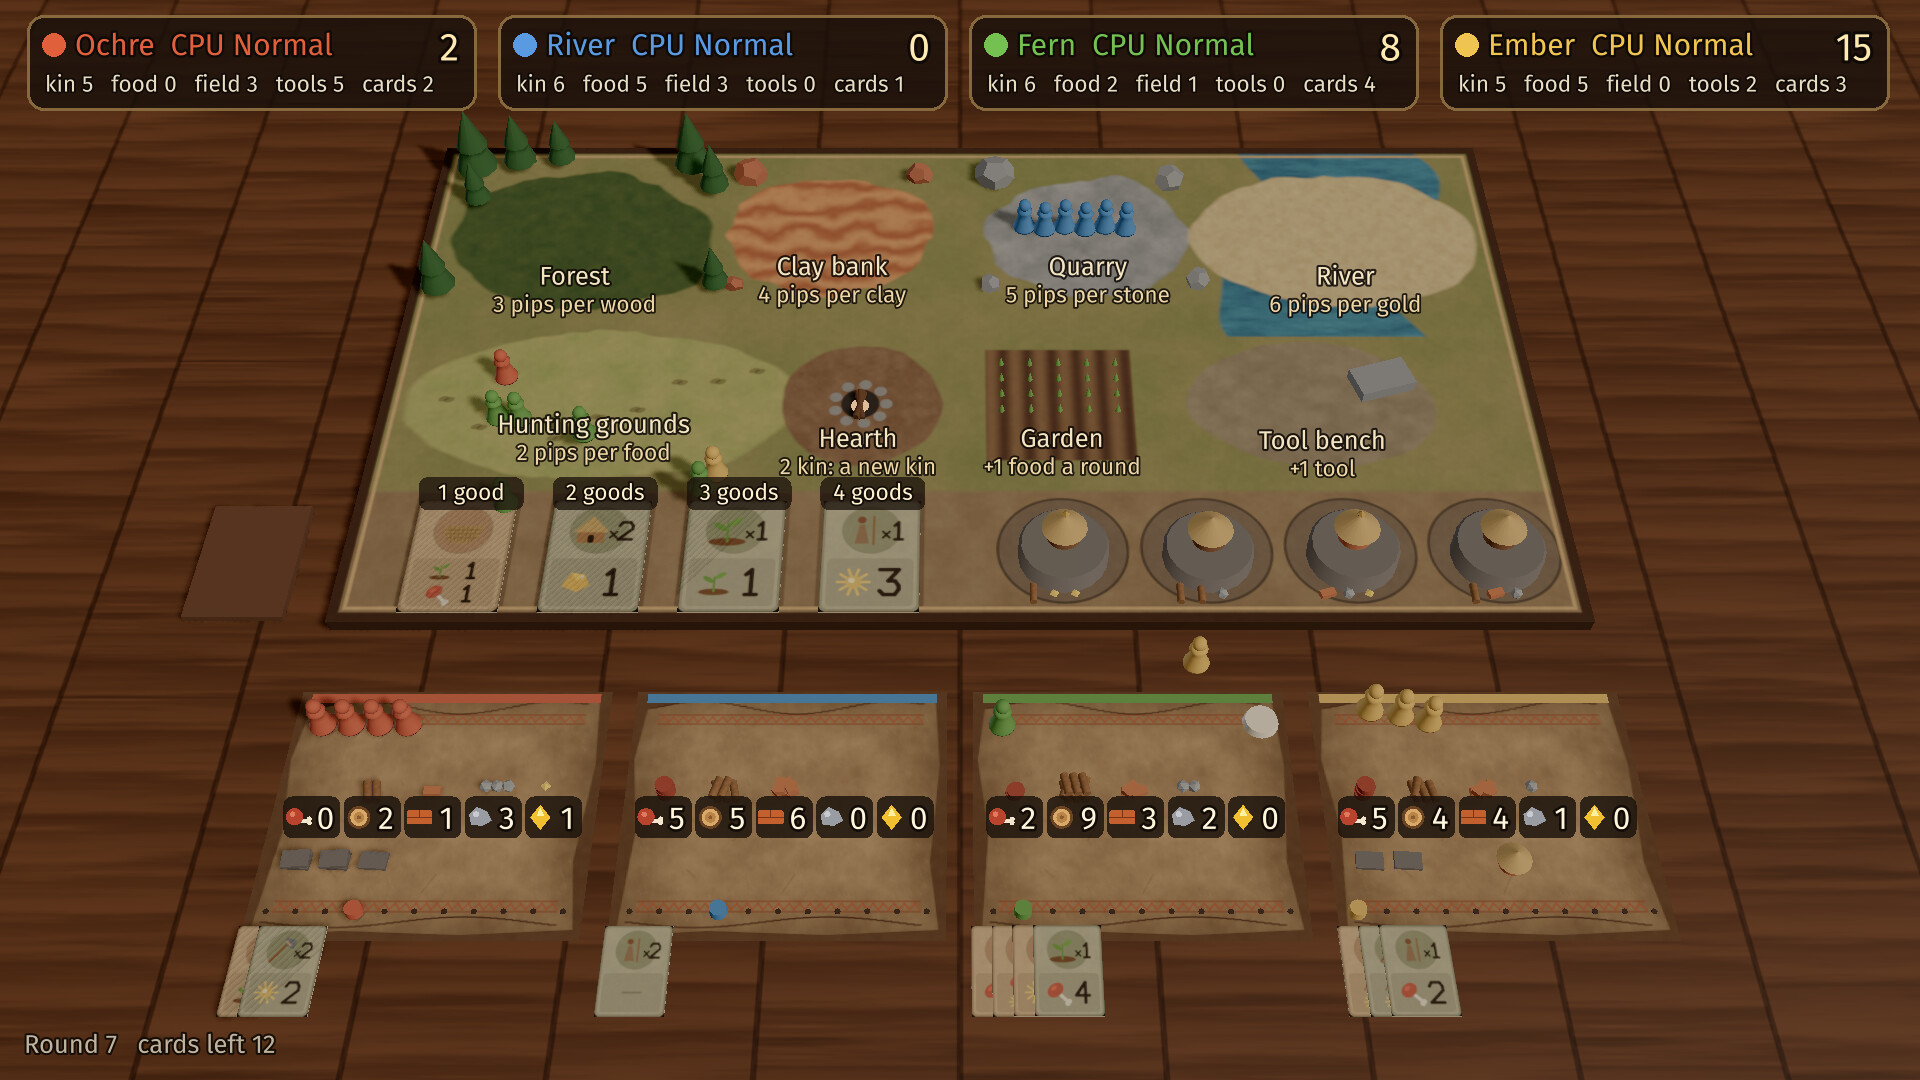 Ochre CPU Normal 2
kin 5 food 0 field 3 tools 5 cards 2
River CPU Normal 0
kin 6 food 5 field 3 tools 0 cards 1
Fern CPU Normal 8
kin 6 food 2 field 1 tools 0 cards 4
Ember CPU Normal 15
kin 5 food 5 field 0 tools 2 cards 3
Forest
3 pips per wood
Clay bank
4 pips per clay
Quarry
5 pips per stone
River
6 pips per gold
Hunting grounds
2 pips per food
Hearth
2 kin: a new kin
Garden
+1 food a round
Tool bench
+1 tool
1 good
2 goods
3 goods
4 goods
1
1
×2
1
×1
1
×1
3
0 2 1 3 1
5 5 6 0 0
2 9 3 2 0
5 4 4 1 0
×2
2
×2
×1
4
×1
2
Round 7 cards left 12